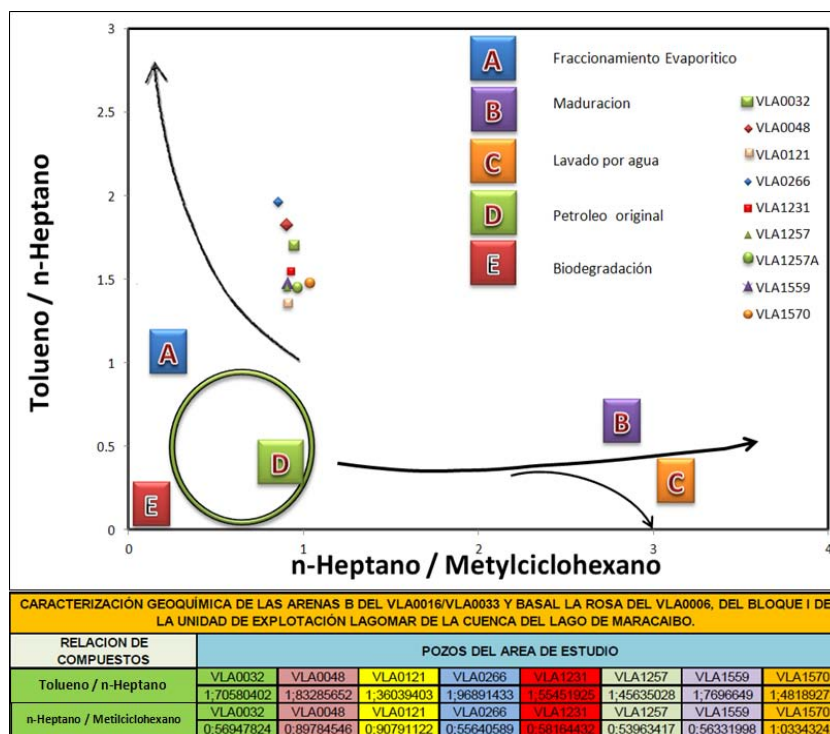 3
2.5
2
1.5
1
0.5
0
0
1
2
3
4
Tolueno / n-Heptano
n-Heptano / Metylciclohexano
A
Fraccionamiento Evaporitico
B
Maduracion
C
Lavado por agua
D
Petroleo original
E
Biodegradación
VLA0032
VLA0048
VLA0121
VLA0266
VLA1231
VLA1257
VLA1257A
VLA1559
VLA1570
A
B
C
D
E
CARACTERIZACIÓN GEOQUÍMICA DE LAS ARENAS B DEL VLA0016/VLA0033 Y BASAL LA ROSA DEL VLA0006, DEL BLOQUE I DE
LA UNIDAD DE EXPLOTACIÓN LAGOMAR DE LA CUENCA DEL LAGO DE MARACAIBO.
RELACION DE COMPUESTOS
POZOS DEL AREA DE ESTUDIO
Tolueno / n-Heptano
VLA0032 VLA0048 VLA0121 VLA0266 VLA1231 VLA1257 VLA1559 VLA1570
1;70580402 1;83285652 1;36039403 1;96891433 1;55451925 1;45635028 1;7696649 1;4818927
n-Heptano / Metilciclohexano
VLA0032 VLA0048 VLA0121 VLA0266 VLA1231 VLA1257 VLA1559 VLA1570
0;56947824 0;89784546 0;90791122 0;55640589 0;58164432 0;53963417 0;56331998 1;0334324